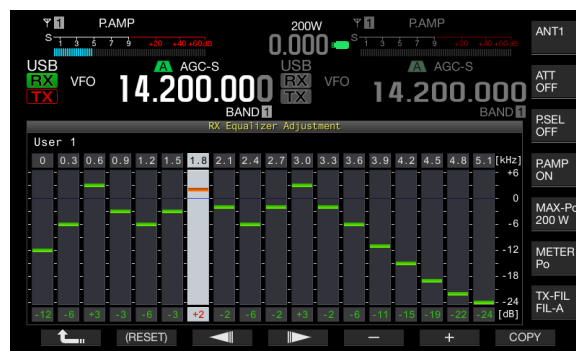 1 P.AMP 200W 1 P.AMP ANT1
S 1 3 5 7 9 +20 +40 +60dB 0.000 S 1 3 5 7 9 +20 +40 +60dB
USB A AGC-S USB A AGC-S ATT OFF
RX VFO 14.200.000 RX VFO 14.200.000
TX TX
BAND 1 BAND 1 P.SEL OFF
RX Equalizer Adjustment
User 1
0 0.3 0.6 0.9 1.2 1.5 1.8 2.1 2.4 2.7 3.0 3.3 3.6 3.9 4.2 4.5 4.8 5.1 [kHz]
+6 P.AMP ON
0
-6 MAX-Po 200 W
-12 METER Po
-18
-24 TX-FIL FIL-A
-12 -6 +3 -3 -6 -3 +2 -2 -6 -2 +3 -2 -6 -11 -15 -19 -22 -24 [dB]
(RESET) − + COPY